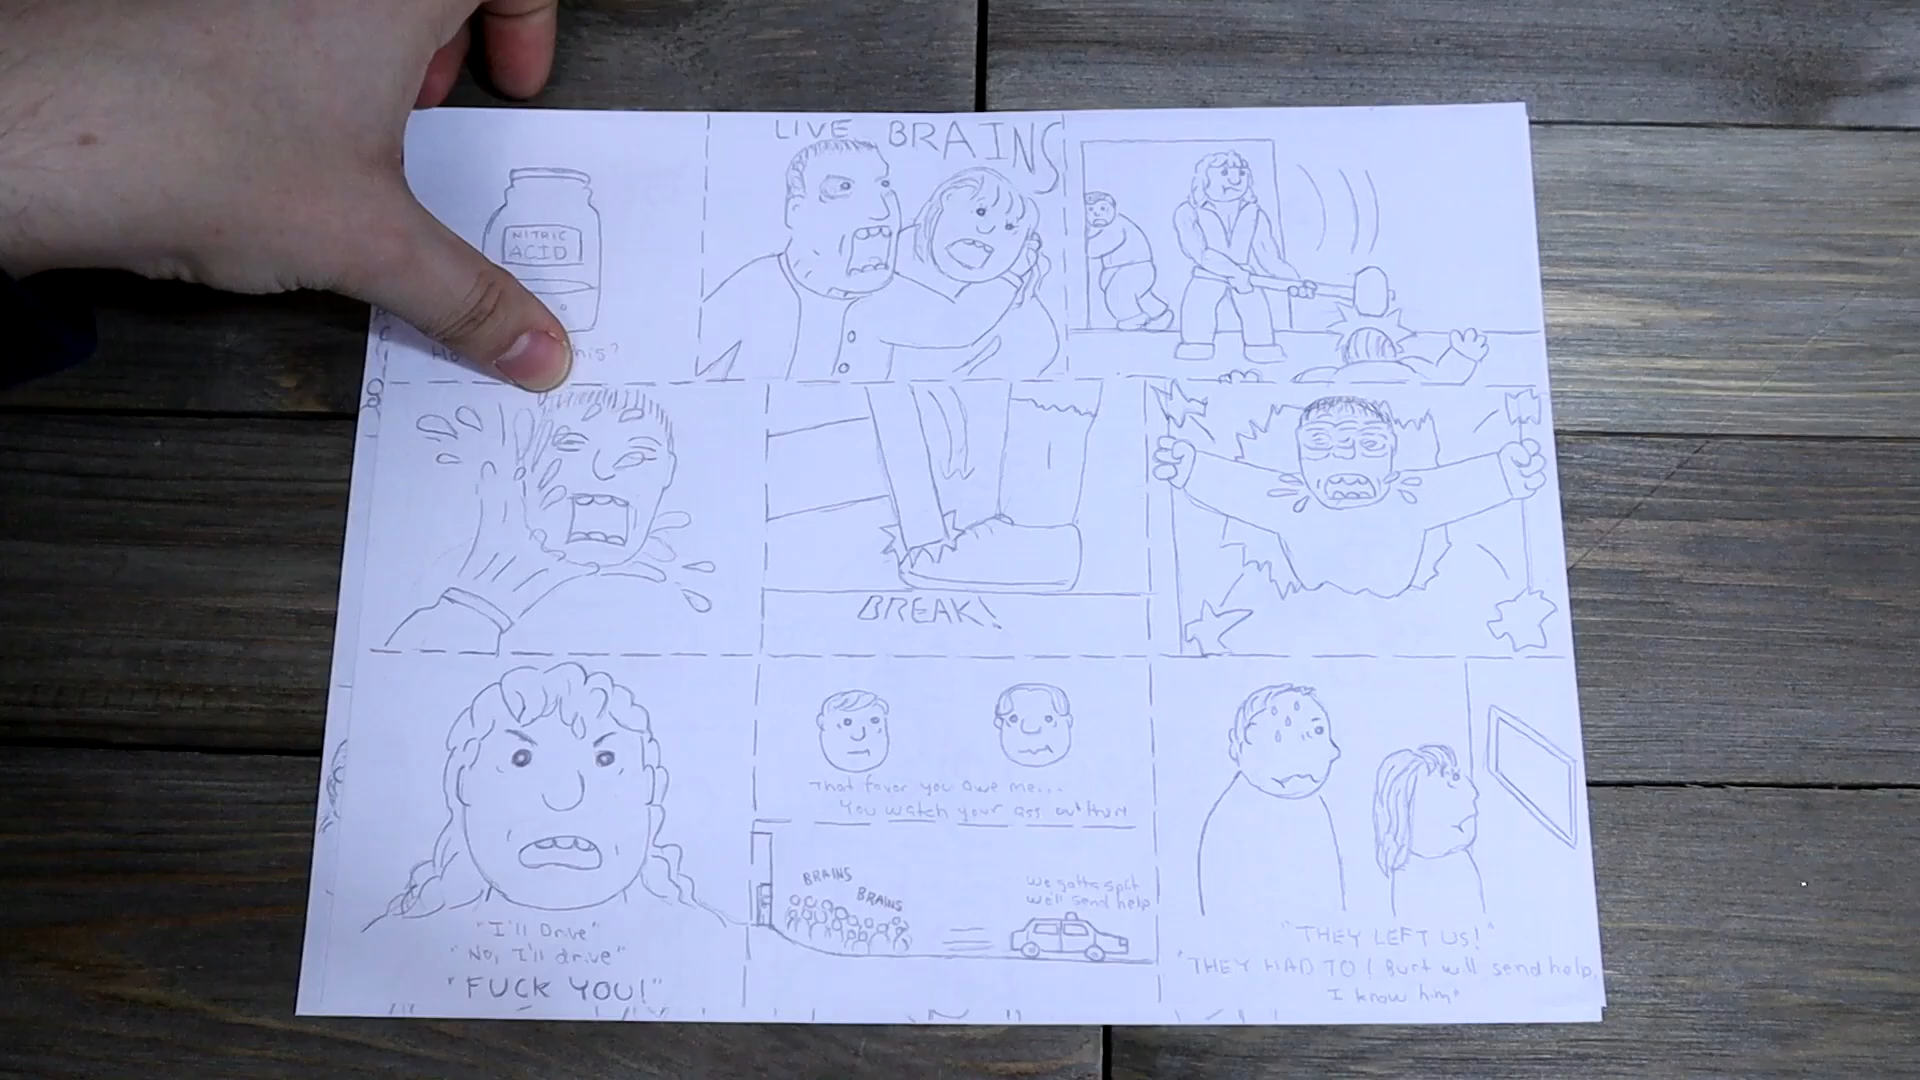 NITRIC
ACID
his?
LIVE BRAINS
BREAK!
"I'll Drive"
"No, I'll drive"
"FUCK YOU!"
That favor you owe me...
You watch your ass out there
BRAINS
BRAINS
We gotta split
we'll send help
"THEY LEFT US!"
"THEY HAD TO! Burt will send help,
I know him"